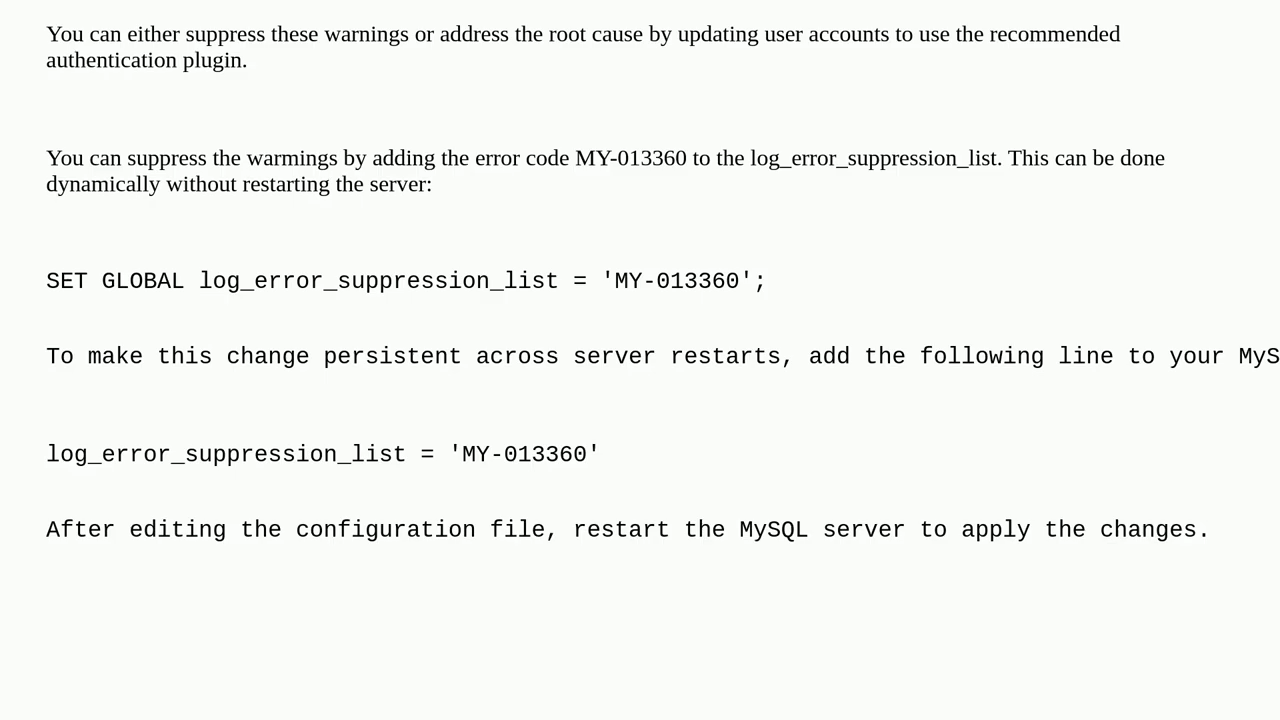 You can either suppress these warnings or address the root cause by updating user accounts to use the recommended
authentication plugin.
You can suppress the warmings by adding the error code MY-013360 to the log_error_suppression_list. This can be done
dynamically without restarting the server:
SET GLOBAL log_error_suppression_list = 'MY-013360';
To make this change persistent across server restarts, add the following line to your MyS
log_error_suppression_list = 'MY-013360'
After editing the configuration file, restart the MySQL server to apply the changes.